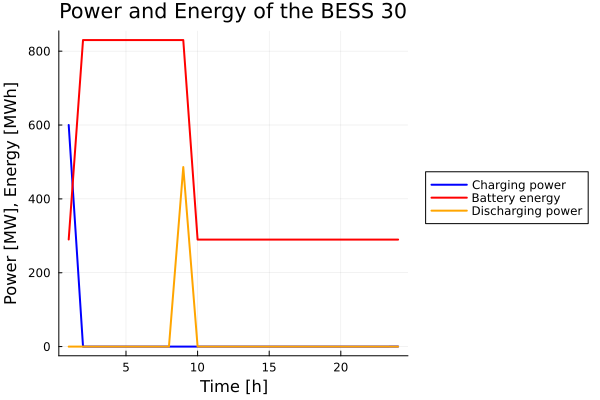 Power and Energy of the BESS 30
Power [MW], Energy [MWh]
800
600
400
200
0
5 10 15 20
Time [h]
Charging power
Battery energy
Discharging power